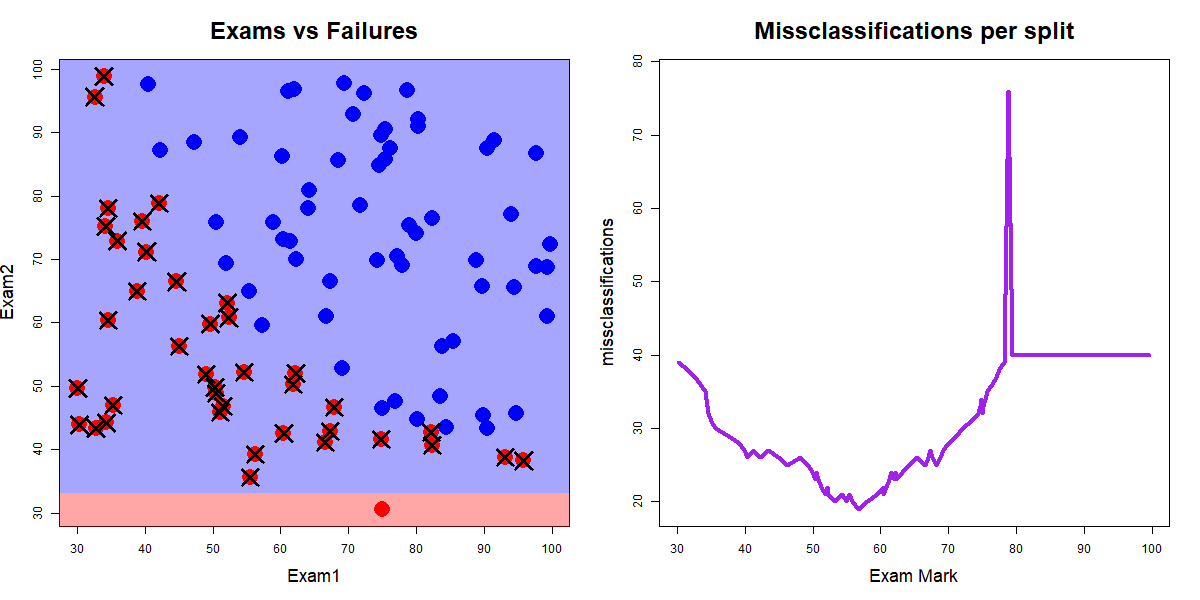 Exams vs Failures
Exam2
30 40 50 60 70 80 90 100
30 40 50 60 70 80 90 100
Exam1
Missclassifications per split
missclassifications
20 30 40 50 60 70 80
30 40 50 60 70 80 90 100
Exam Mark